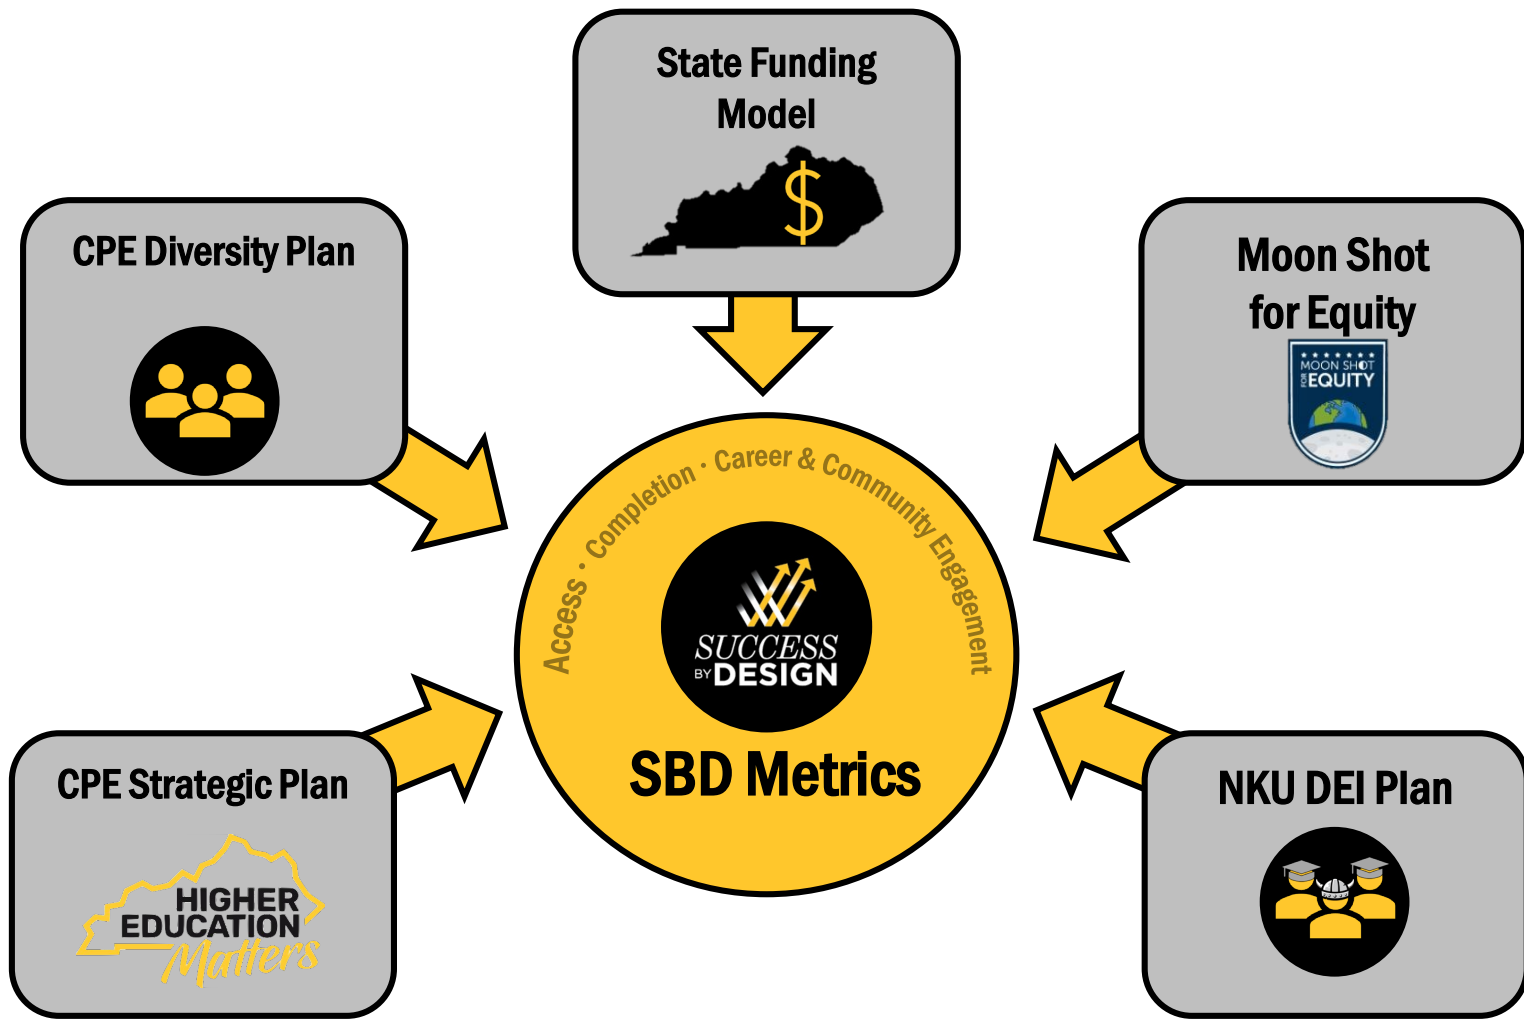 State Funding
Model
$
CPE Diversity Plan
Moon Shot
for Equity
MOON SHOT
FOR EQUITY
Access · Completion · Career & Community Engagement
SUCCESS
BY DESIGN
SBD Metrics
CPE Strategic Plan
HIGHER
EDUCATION
Matters
NKU DEI Plan